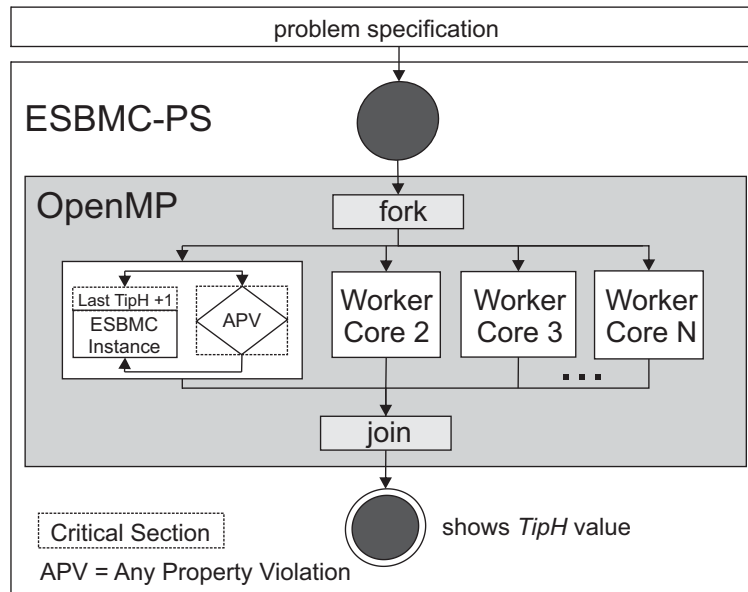 problem specification
ESBMC-PS
OpenMP
fork
Last TipH +1
ESBMC
Instance
APV
Worker
Core 2
Worker
Core 3
Worker
Core N
...
join
Critical Section
shows TipH value
APV = Any Property Violation